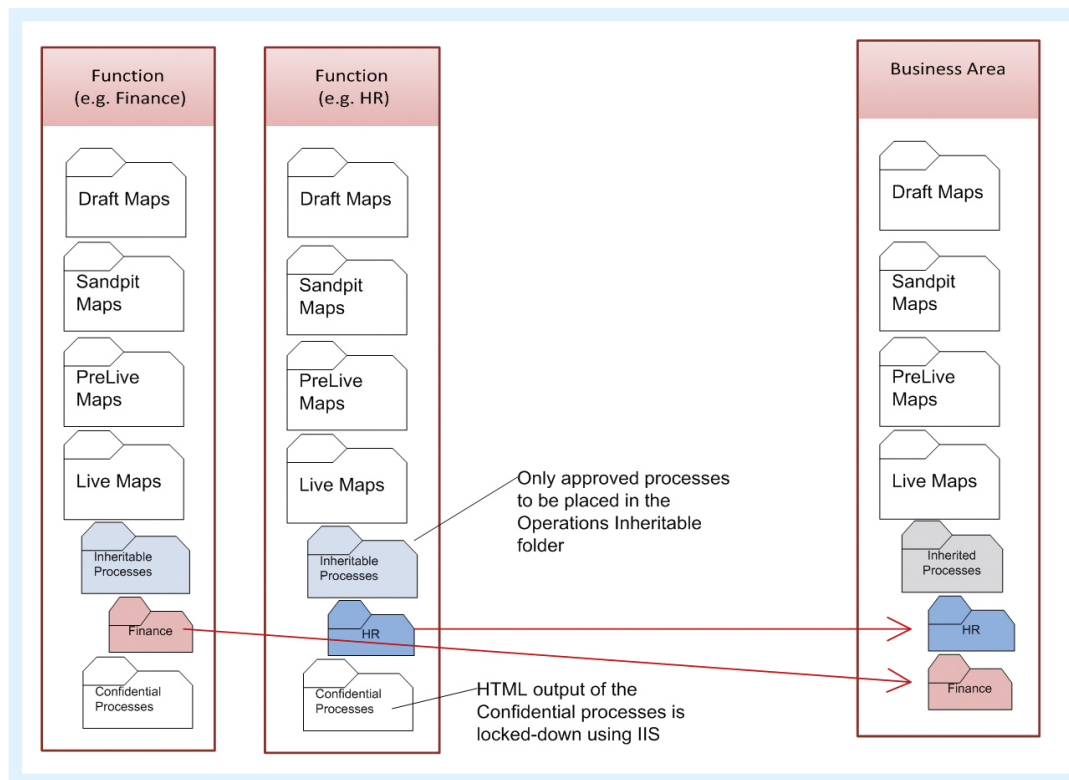 Function
(e.g. Finance)
Draft Maps
Sandpit
Maps
PreLive
Maps
Live Maps
Inheritable
Processes
Finance
Confidential
Processes
Function
(e.g. HR)
Draft Maps
Sandpit
Maps
PreLive
Maps
Live Maps
Inheritable
Processes
HR
Confidential
Processes
Only approved processes
to be placed in the
Operations Inheritable
folder
HTML output of the
Confidential processes is
locked-down using IIS
Business Area
Draft Maps
Sandpit
Maps
PreLive
Maps
Live Maps
Inherited
Processes
HR
Finance